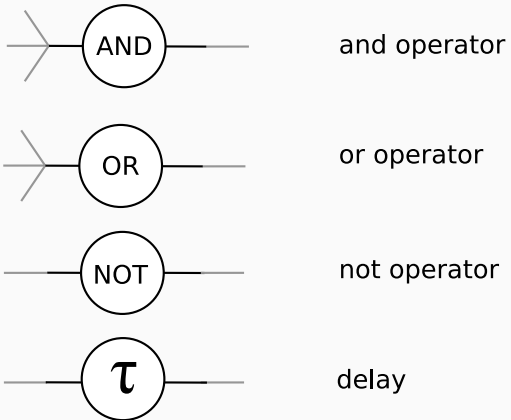 AND and operator
OR or operator
NOT not operator
τ delay